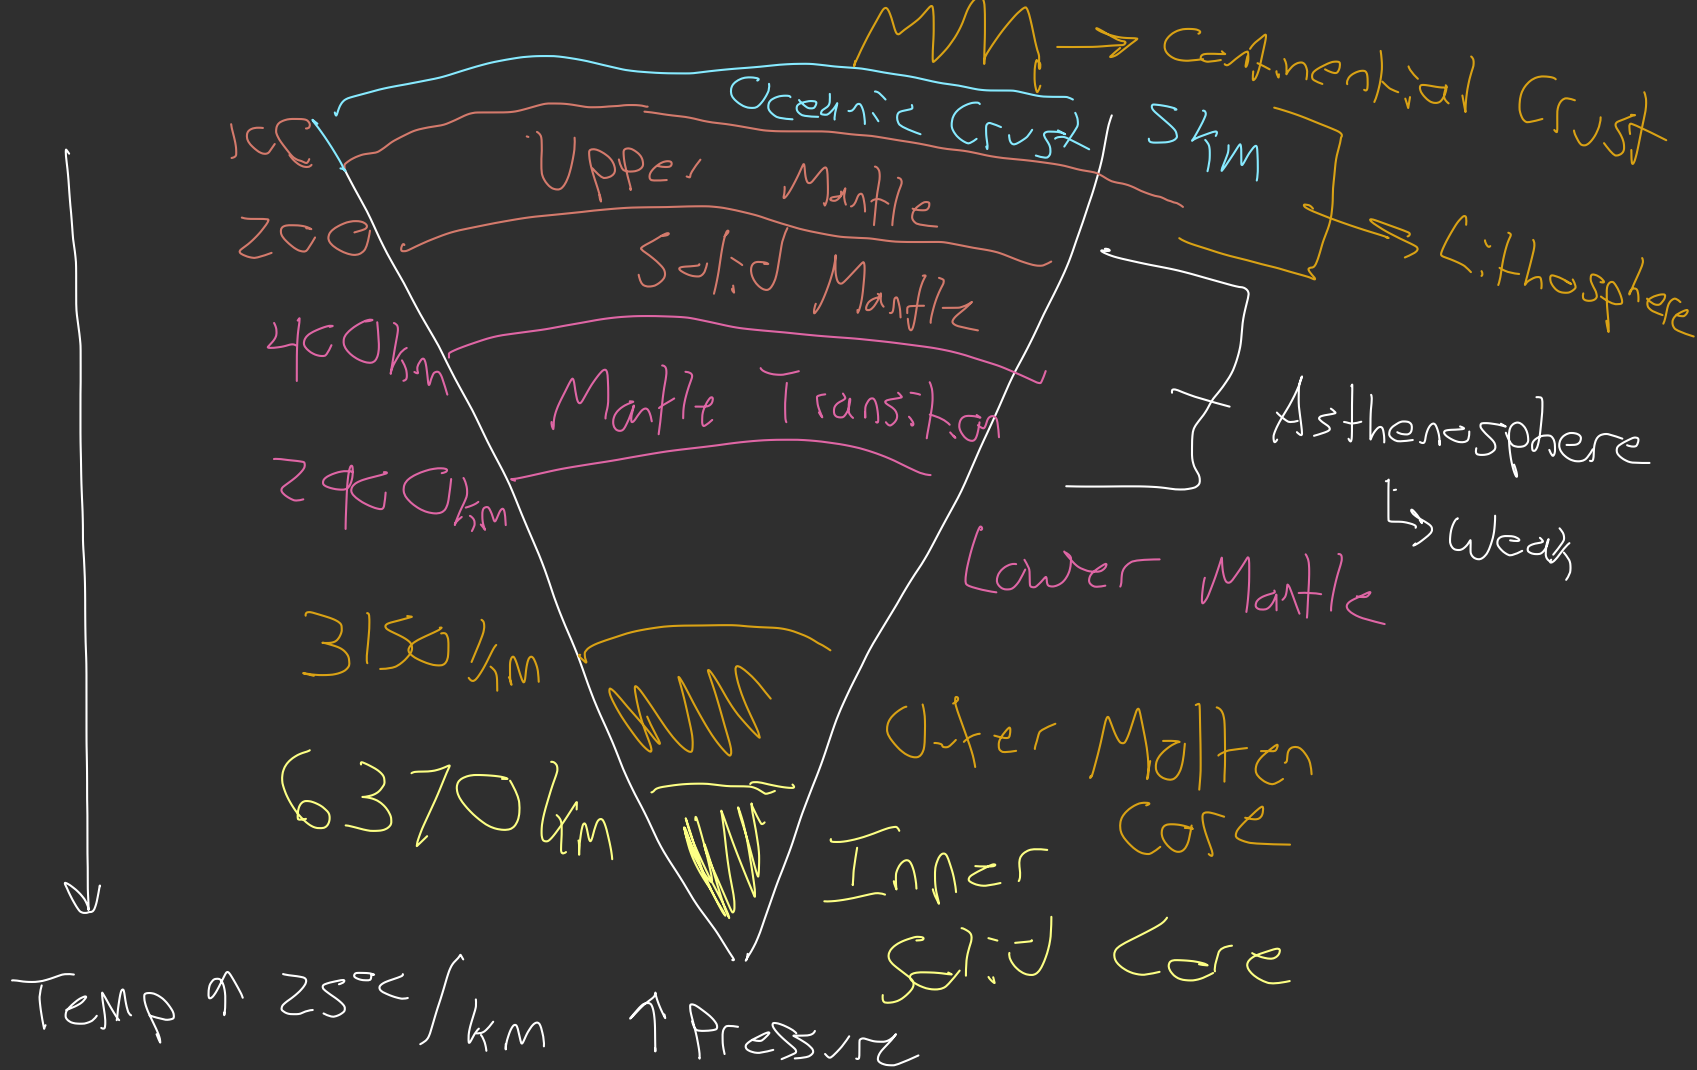 Continential Crust
Oceanic Crust 5km
100
Upper Mantle
200
Lithosphere
Solid Mantle
400km
Mantle Transition
Asthenosphere
Weak
2900km
Lower Mantle
3150km
Outer Molten
Core
6370km
Inner
Solid Core
Temp ↑ 25°C/km ↑ Pressure